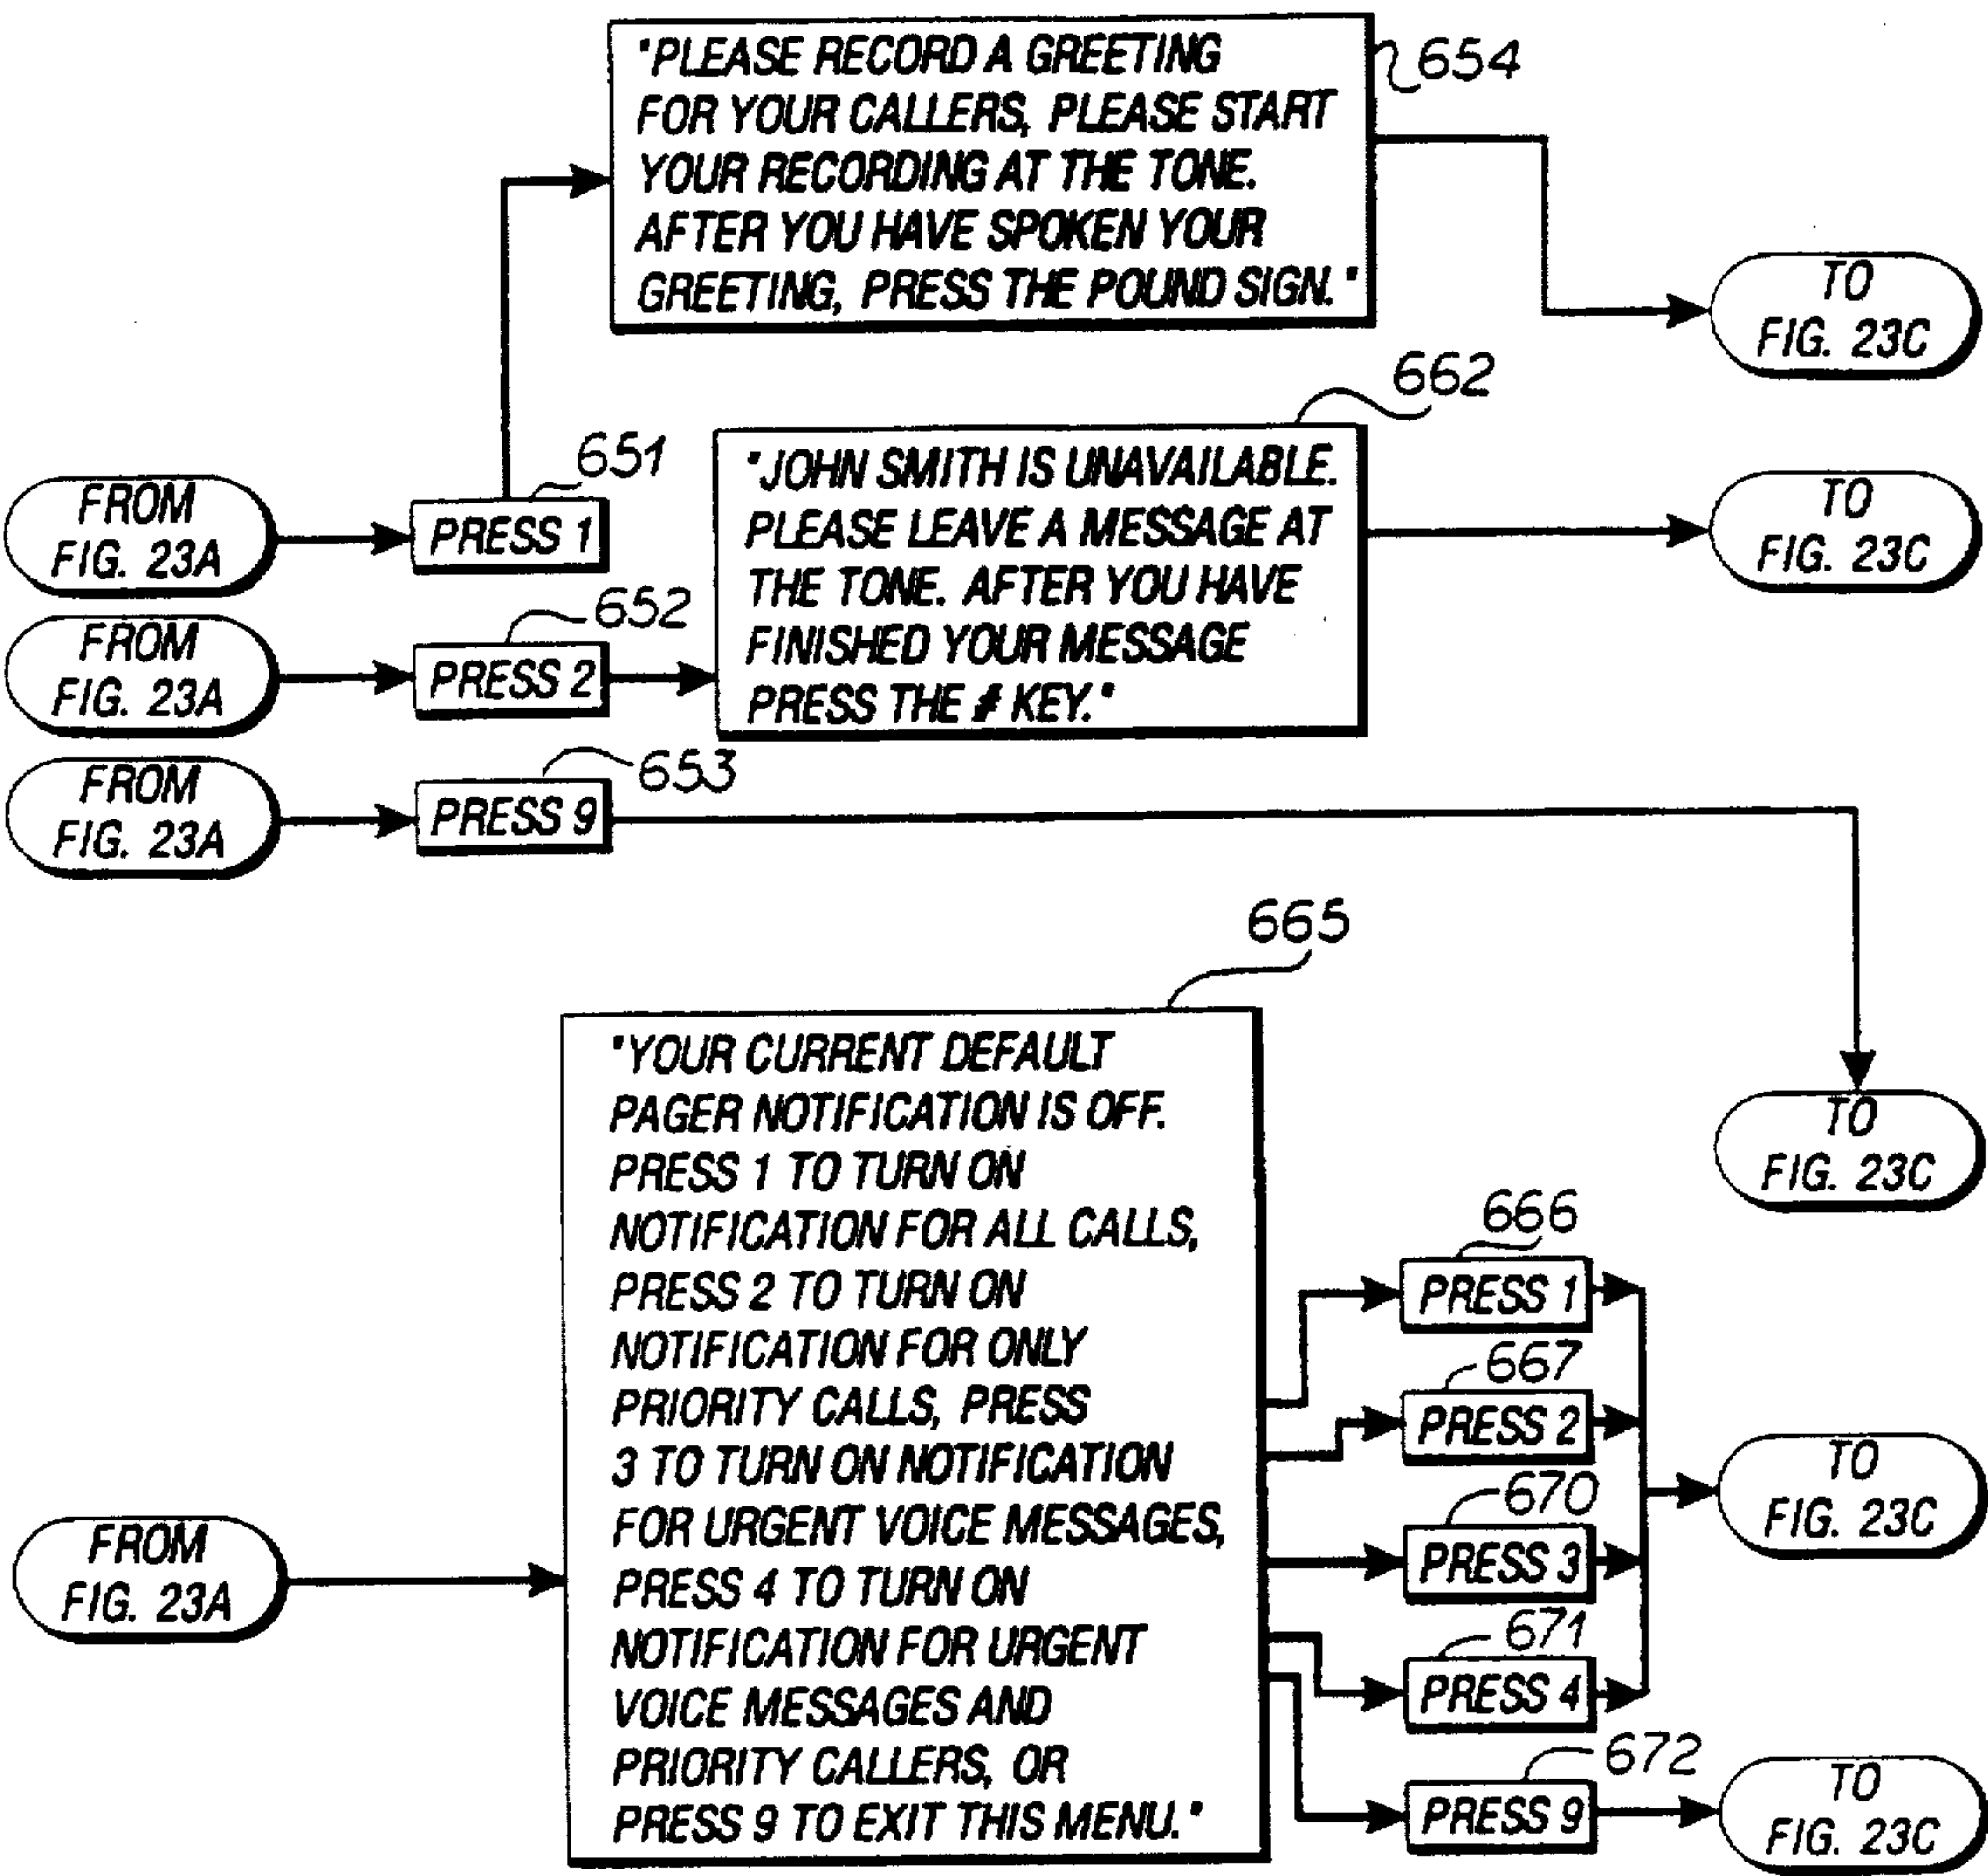 "PLEASE RECORD A GREETING
FOR YOUR CALLERS, PLEASE START
YOUR RECORDING AT THE TONE.
AFTER YOU HAVE SPOKEN YOUR
GREETING, PRESS THE POUND SIGN."
654
TO
FIG. 23C
662
651
FROM
FIG. 23A
PRESS 1
"JOHN SMITH IS UNAVAILABLE.
PLEASE LEAVE A MESSAGE AT
THE TONE. AFTER YOU HAVE
FINISHED YOUR MESSAGE
PRESS THE # KEY."
TO
FIG. 23C
652
FROM
FIG. 23A
PRESS 2
653
FROM
FIG. 23A
PRESS 9
TO
FIG. 23C
665
FROM
FIG. 23A
"YOUR CURRENT DEFAULT
PAGER NOTIFICATION IS OFF.
PRESS 1 TO TURN ON
NOTIFICATION FOR ALL CALLS,
PRESS 2 TO TURN ON
NOTIFICATION FOR ONLY
PRIORITY CALLS, PRESS
3 TO TURN ON NOTIFICATION
FOR URGENT VOICE MESSAGES,
PRESS 4 TO TURN ON
NOTIFICATION FOR URGENT
VOICE MESSAGES AND
PRIORITY CALLERS, OR
PRESS 9 TO EXIT THIS MENU."
666
PRESS 1
667
PRESS 2
670
PRESS 3
671
PRESS 4
TO
FIG. 23C
672
PRESS 9
TO
FIG. 23C